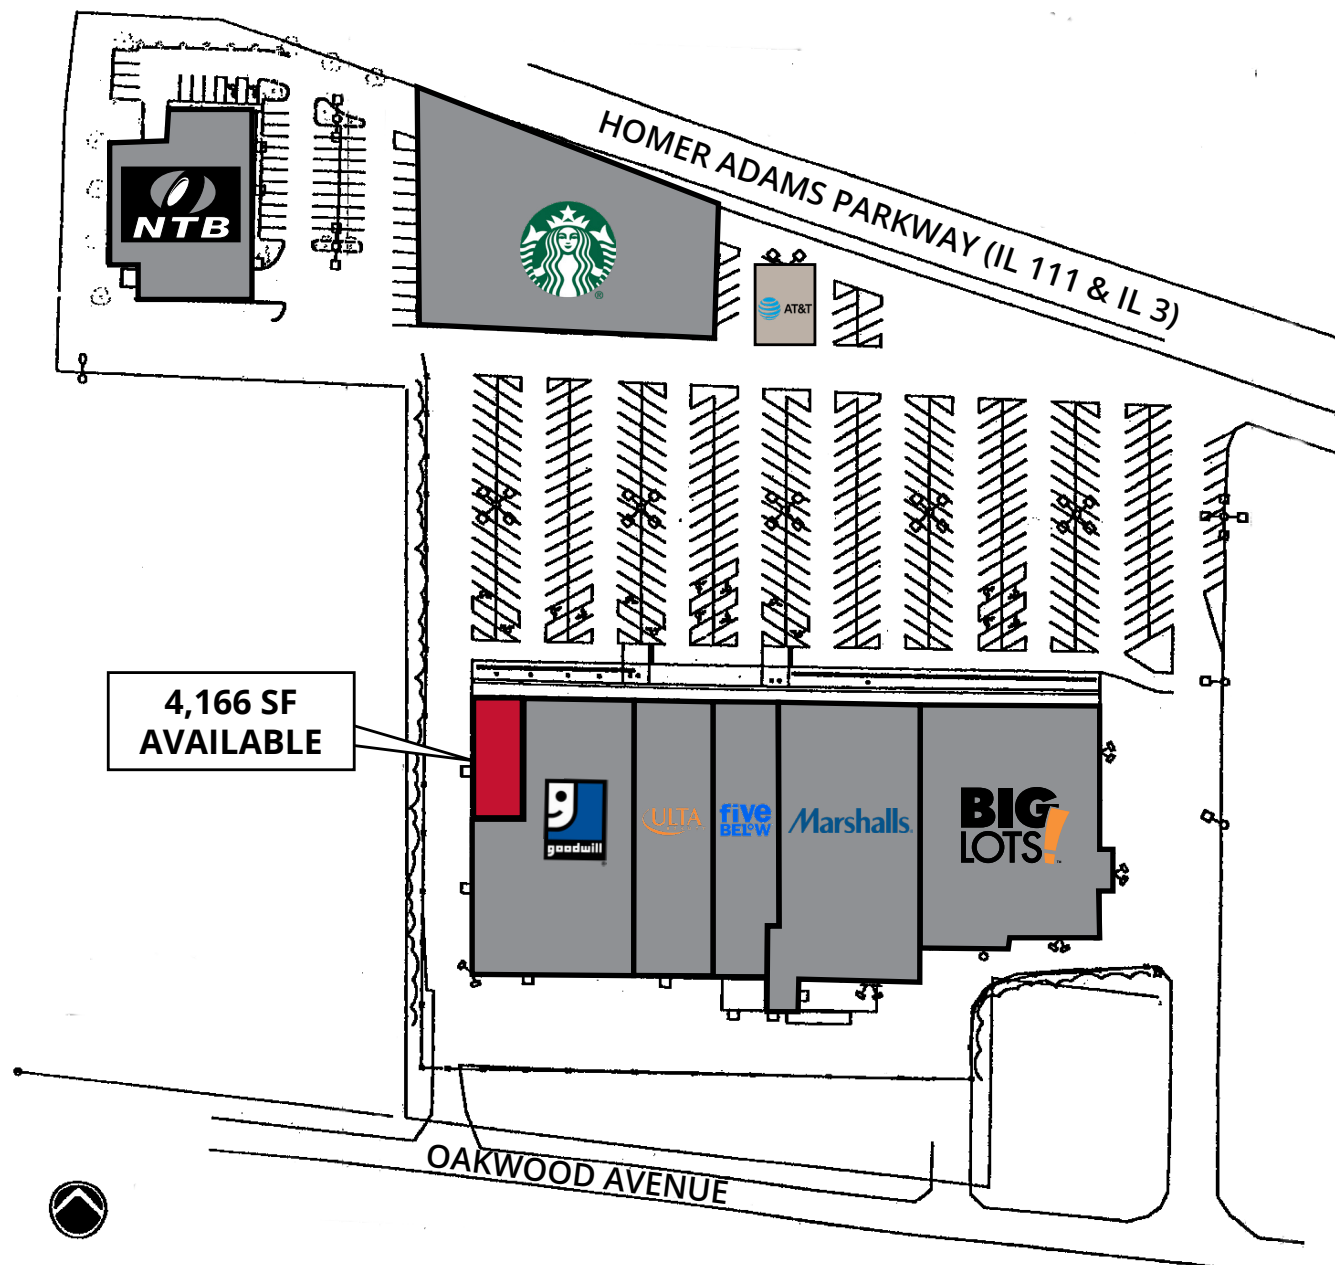 HOMER ADAMS PARKWAY (IL 111 & IL 3)
NTB
AT&T
4,166 SF
AVAILABLE
goodwill
ULTA
five
BEL°W
Marshalls.
BIG
LOTS!
OAKWOOD AVENUE